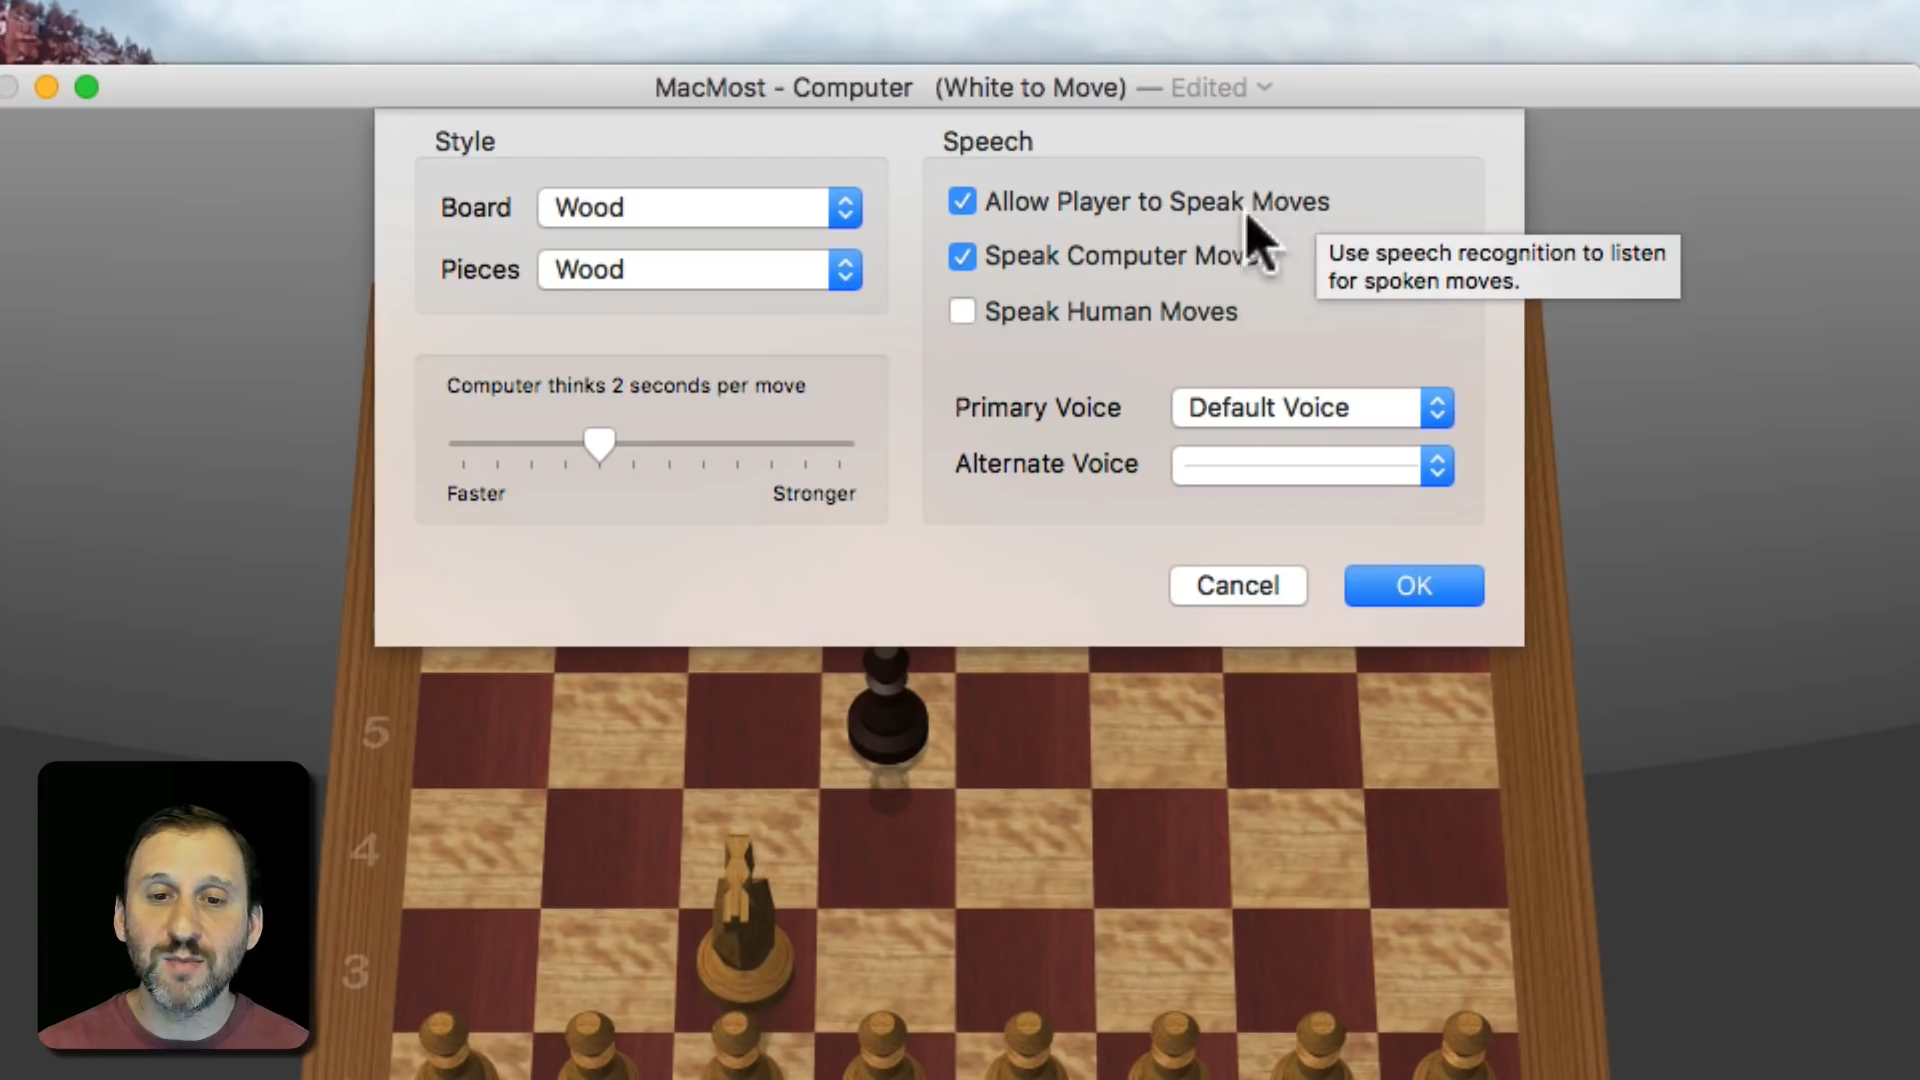 MacMost - Computer (White to Move) — Edited
Style
Board Wood
Pieces Wood
Computer thinks 2 seconds per move
Faster Stronger
Speech
Allow Player to Speak Moves
Speak Computer Mov
Use speech recognition to listen
for spoken moves.
Speak Human Moves
Primary Voice Default Voice
Alternate Voice
Cancel OK
5
4
3